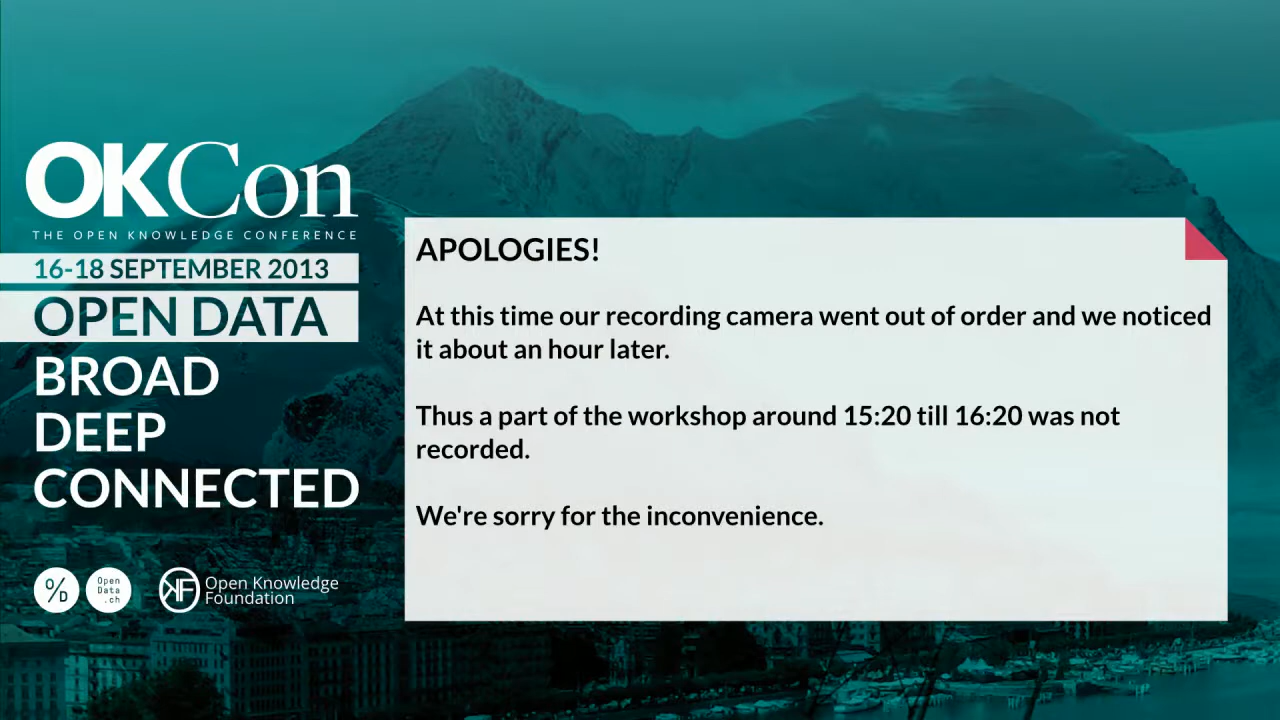 OKCon
THE OPEN KNOWLEDGE CONFERENCE
16-18 SEPTEMBER 2013
OPEN DATA
BROAD
DEEP
CONNECTED
%D
Open
Data
.ch
KF
Open Knowledge
Foundation
APOLOGIES!
At this time our recording camera went out of order and we noticed
it about an hour later.
Thus a part of the workshop around 15:20 till 16:20 was not
recorded.
We're sorry for the inconvenience.